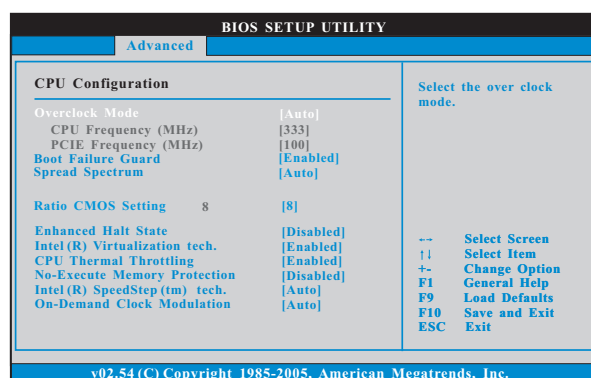 BIOS SETUP UTILITY
Advanced
CPU Configuration
Overclock Mode [Auto]
CPU Frequency (MHz) [333]
PCIE Frequency (MHz) [100]
Boot Failure Guard [Enabled]
Spread Spectrum [Auto]
Ratio CMOS Setting 8 [8]
Enhanced Halt State [Disabled]
Intel (R) Virtualization tech. [Enabled]
CPU Thermal Throttling [Enabled]
No-Execute Memory Protection [Disabled]
Intel (R) SpeedStep (tm) tech. [Auto]
On-Demand Clock Modulation [Auto]
Select the over clock
mode.
←→ Select Screen
↑↓ Select Item
+- Change Option
F1 General Help
F9 Load Defaults
F10 Save and Exit
ESC Exit
v02.54 (C) Copyright 1985-2005, American Megatrends, Inc.